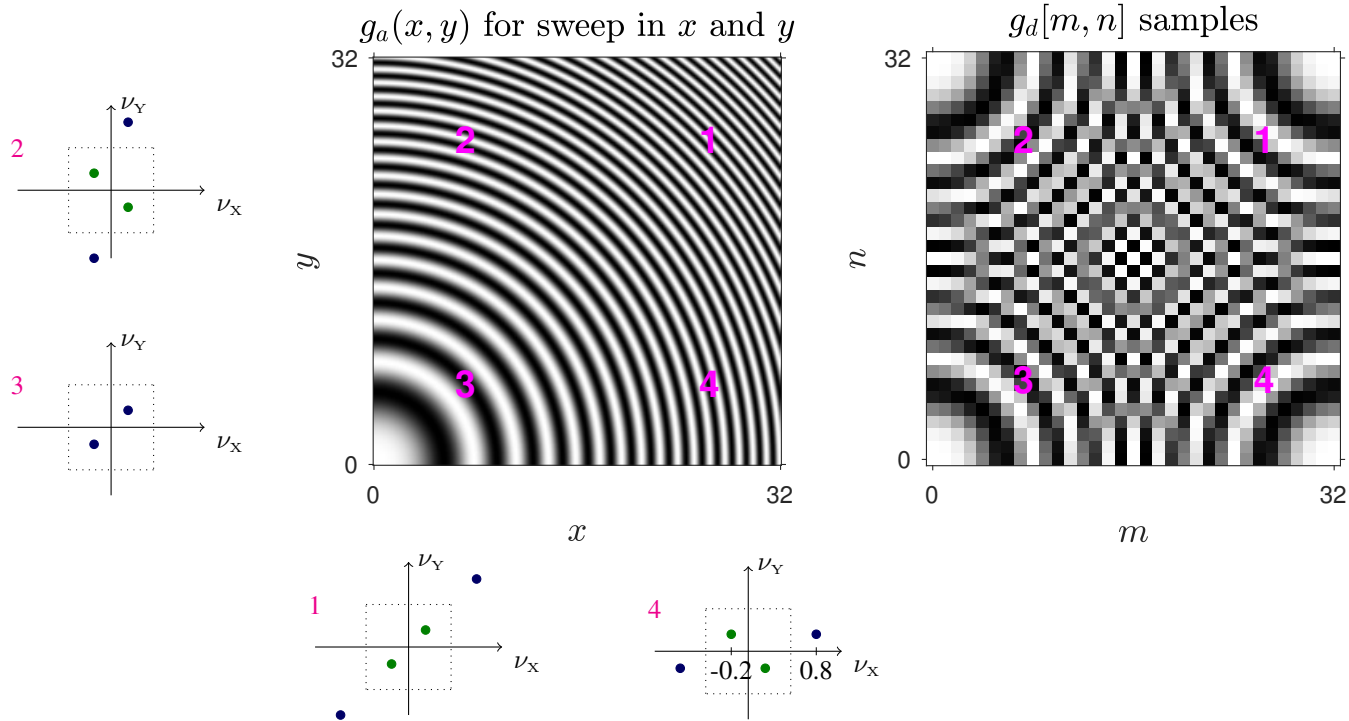 g_a(x, y) for sweep in x and y
g_d[m, n] samples
32
32
ν_Y
2
2
1
2
1
ν_X
y
n
ν_Y
3
3
4
3
4
ν_X
0
0
0
32
0
32
x
m
ν_Y
ν_Y
1
4
ν_X
-0.2
0.8
ν_X